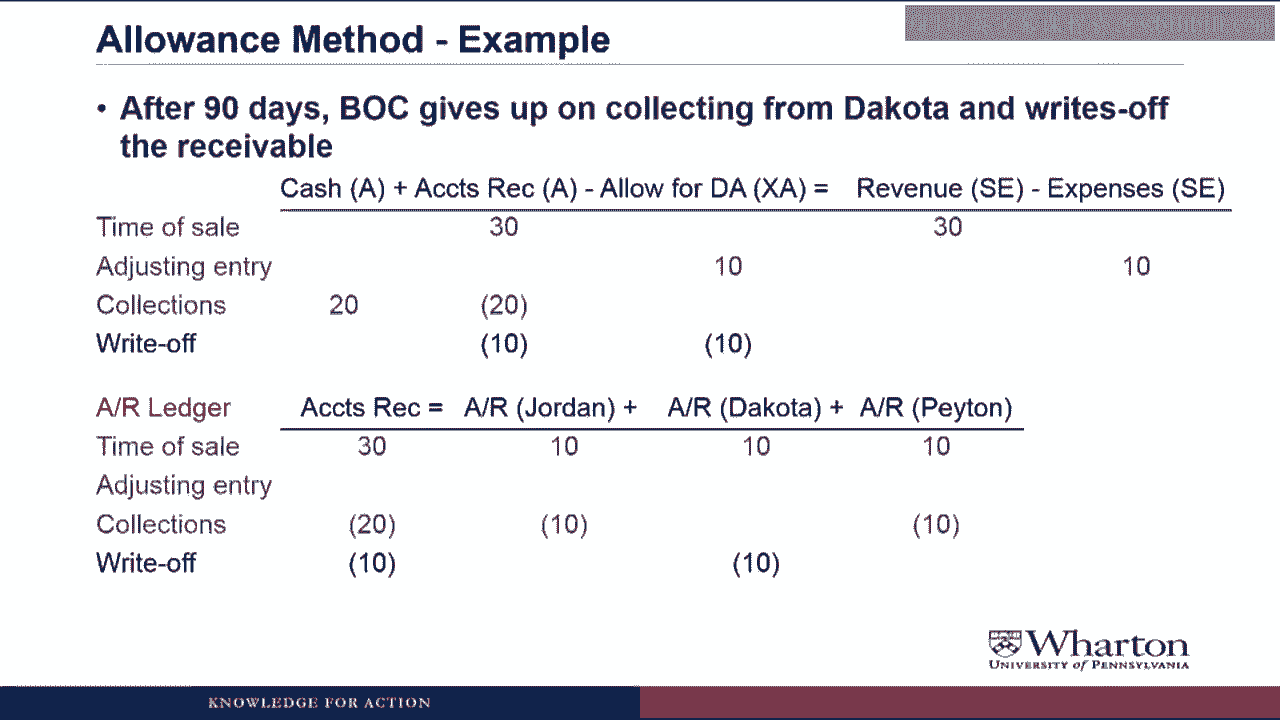 Allowance Method - Example
• After 90 days, BOC gives up on collecting from Dakota and writes-off
the receivable
Cash (A) + Accts Rec (A) - Allow for DA (XA) = Revenue (SE) - Expenses (SE)
Time of sale 30 30
Adjusting entry 10 10
Collections 20 (20)
Write-off (10) (10)
A/R Ledger Accts Rec = A/R (Jordan) + A/R (Dakota) + A/R (Peyton)
Time of sale 30 10 10 10
Adjusting entry
Collections (20) (10) (10)
Write-off (10) (10)
Wharton
UNIVERSITY of PENNSYLVANIA
KNOWLEDGE FOR ACTION